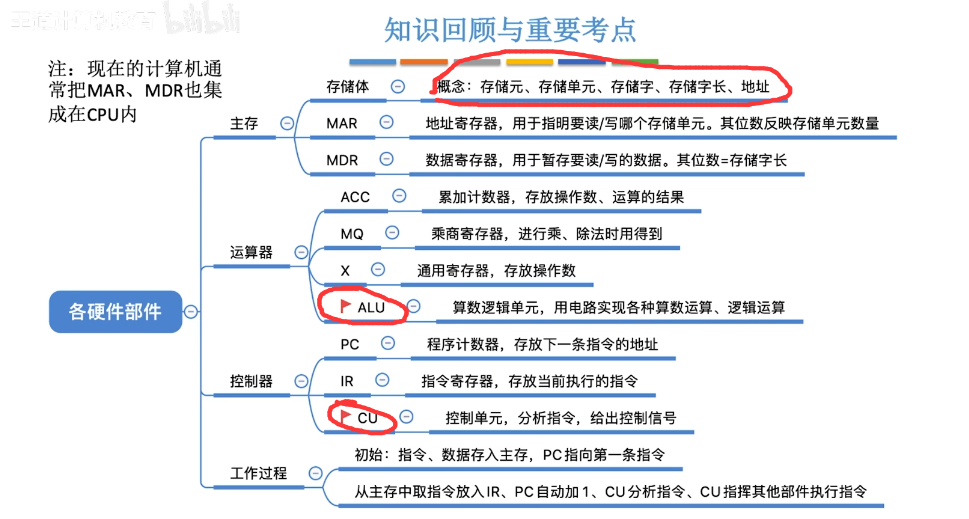 知识回顾与重要考点
bilibili
注：现在的计算机通
常把MAR、MDR也集
成在CPU内
各硬件部件
主存
存储体
概念：存储元、存储单元、存储字、存储字长、地址
MAR
地址寄存器，用于指明要读/写哪个存储单元。其位数反映存储单元数量
MDR
数据寄存器，用于暂存要读/写的数据。其位数=存储字长
运算器
ACC
累加计数器，存放操作数、运算的结果
MQ
乘商寄存器，进行乘、除法时用得到
X
通用寄存器，存放操作数
ALU
算数逻辑单元，用电路实现各种算数运算、逻辑运算
控制器
PC
程序计数器，存放下一条指令的地址
IR
指令寄存器，存放当前执行的指令
CU
控制单元，分析指令，给出控制信号
工作过程
初始：指令、数据存入主存，PC指向第一条指令
从主存中取指令放入IR、PC自动加1、CU分析指令、CU指挥其他部件执行指令